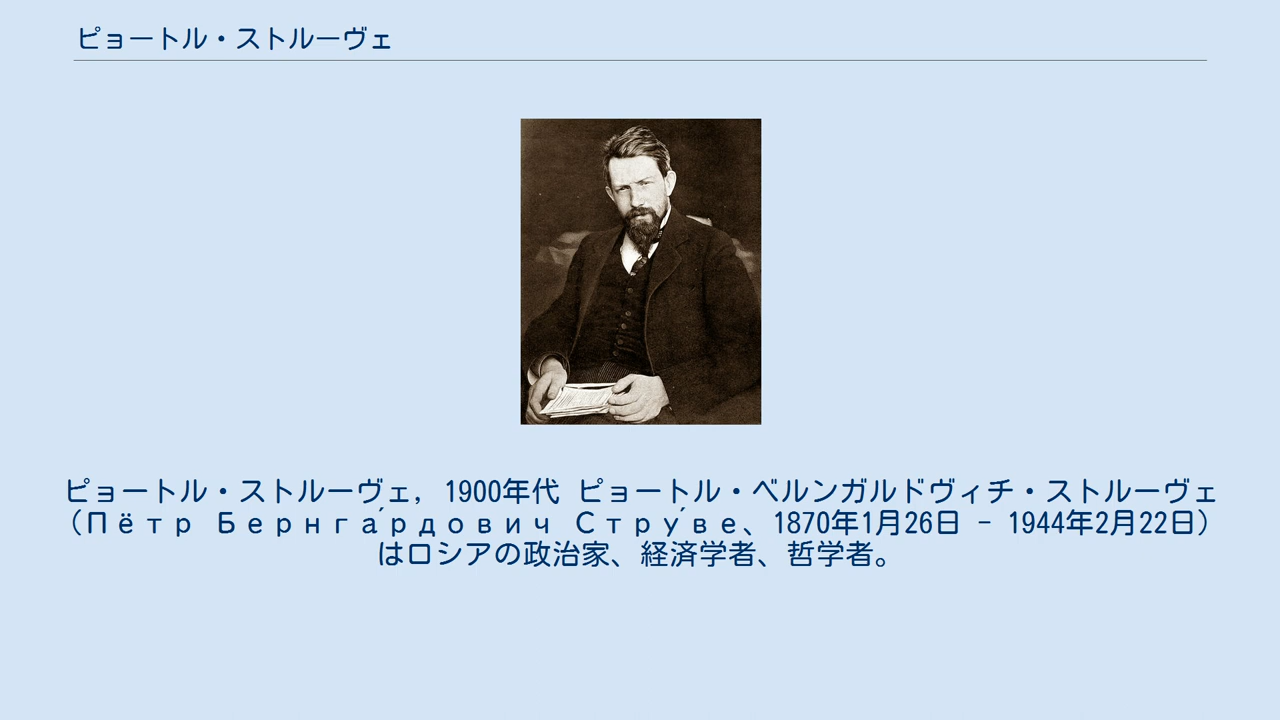 ピョートル・ストルーヴェ
ピョートル・ストルーヴェ, 1900年代 ピョートル・ベルンガルドヴィチ・ストルーヴェ
（Пётр Бернга́рдович Стру́ве、1870年1月26日 - 1944年2月22日）
はロシアの政治家、経済学者、哲学者。